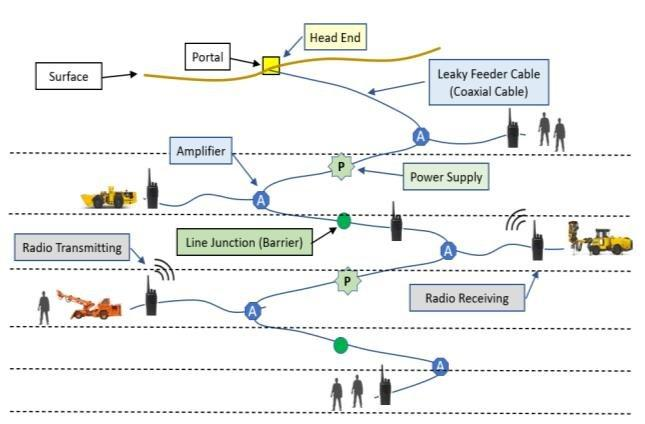 Head End
Portal
Surface
Leaky Feeder Cable
(Coaxial Cable)
A
Amplifier
P
Power Supply
A
Line Junction (Barrier)
Radio Transmitting
A
P
Radio Receiving
A
A